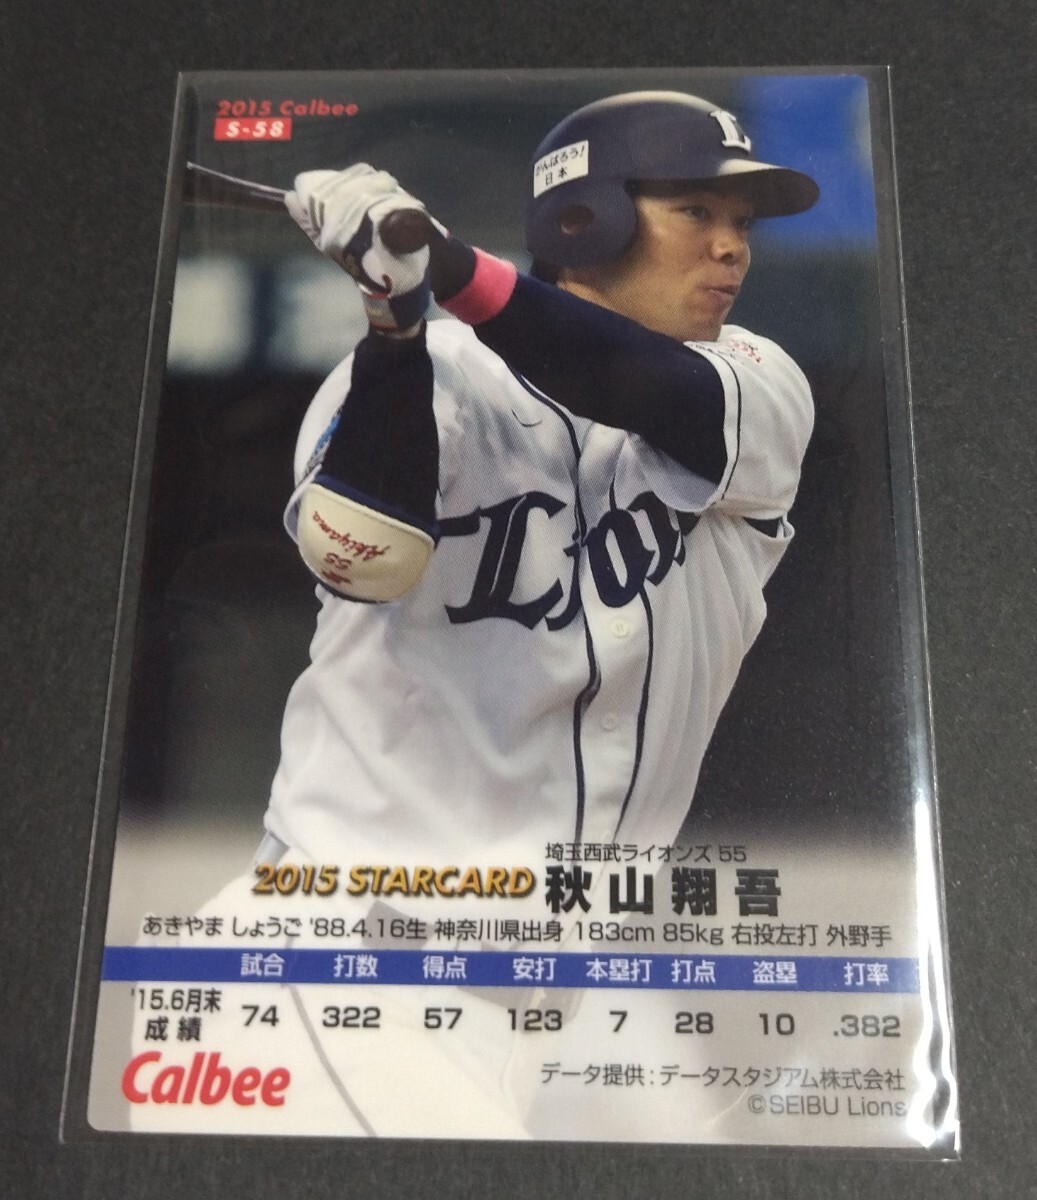 2015 Calbee
S-58
がんばろう!
日本
L
Lions
Akiyama
55
埼玉西武ライオンズ 55
2015 STARCARD 秋山翔吾
あきやま しょうご '88.4.16生 神奈川県出身 183cm 85kg 右投左打 外野手
試合 打数 得点 安打 本塁打 打点 盗塁 打率
'15.6月末
成績 74 322 57 123 7 28 10 .382
Calbee
データ提供:データスタジアム株式会社
©SEIBU Lions